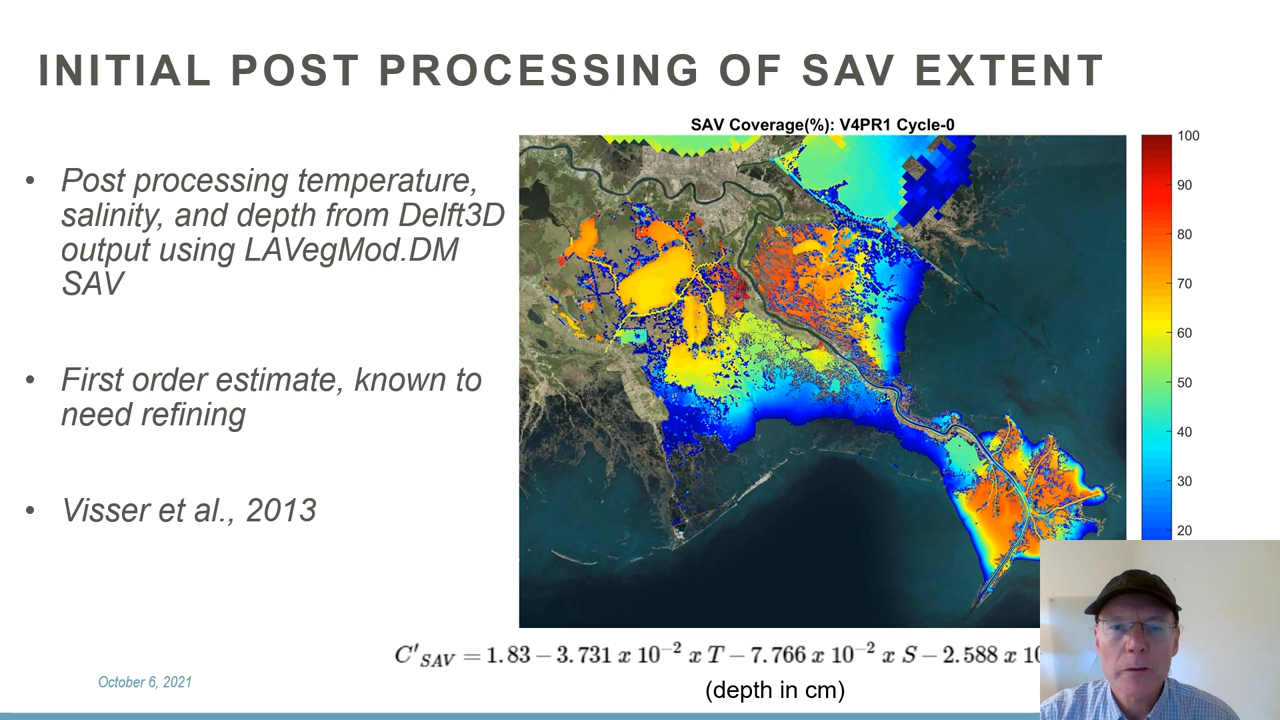 INITIAL POST PROCESSING OF SAV EXTENT
SAV Coverage(%): V4PR1 Cycle-0
• Post processing temperature,
salinity, and depth from Delft3D
output using LAVegMod.DM
SAV
• First order estimate, known to
need refining
• Visser et al., 2013
100
90
80
70
60
50
40
30
20
C′SAV = 1.83 – 3.731 x 10⁻² x T – 7.766 x 10⁻² x S – 2.588 x
(depth in cm)
October 6, 2021